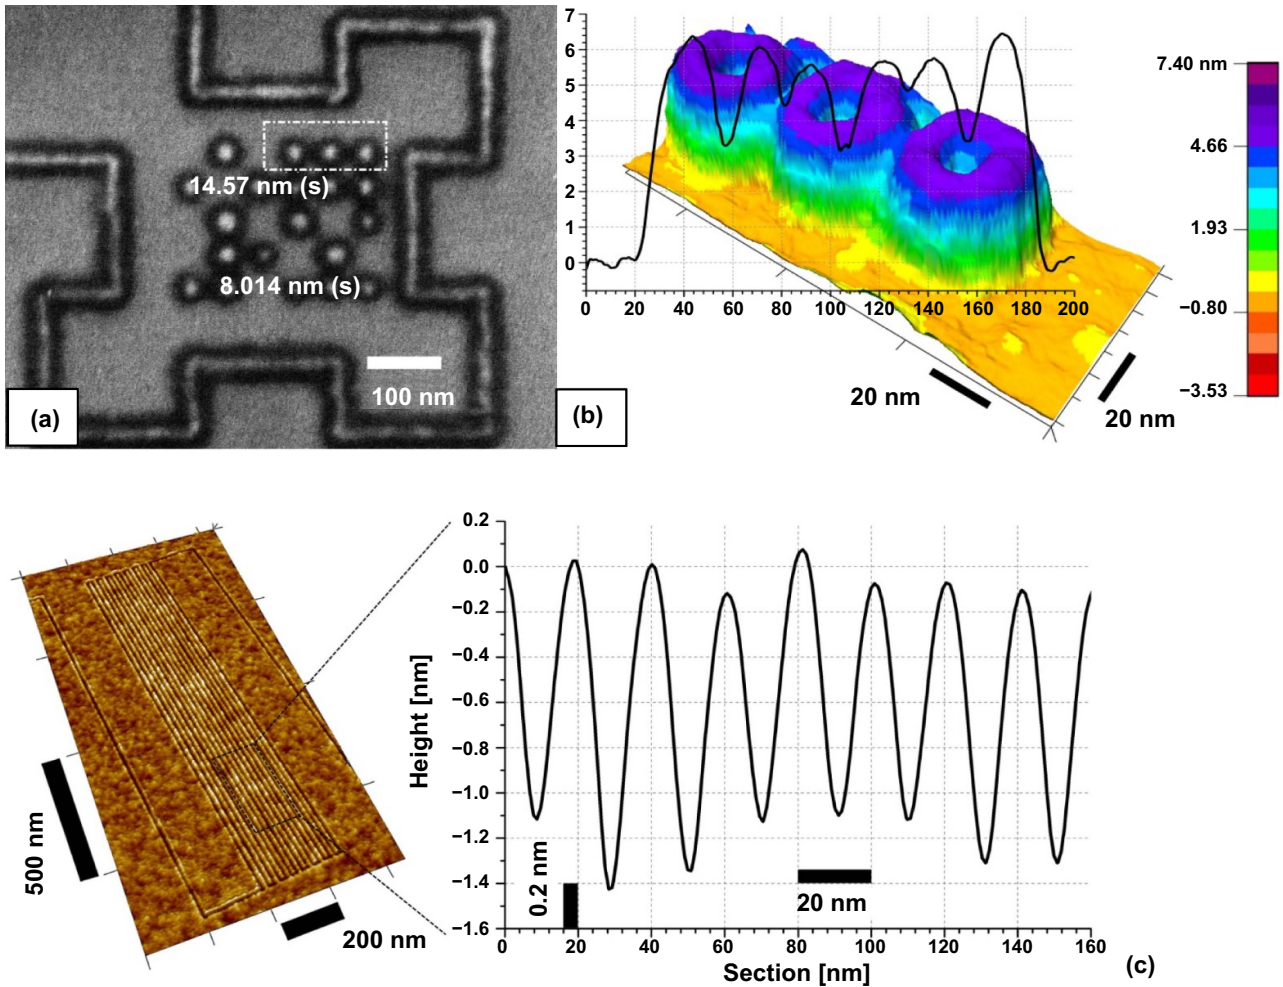 14.57 nm (s)
8.014 nm (s)
100 nm
(a)
7
6
5
4
3
2
1
0
0 20 40 60 80 100 120 140 160 180 200
20 nm
20 nm
(b)
7.40 nm
4.66
1.93
−0.80
−3.53
500 nm
200 nm
Height [nm]
0.2
0.0
−0.2
−0.4
−0.6
−0.8
−1.0
−1.2
−1.4
−1.6
0.2 nm
20 nm
0 20 40 60 80 100 120 140 160
Section [nm]
(c)